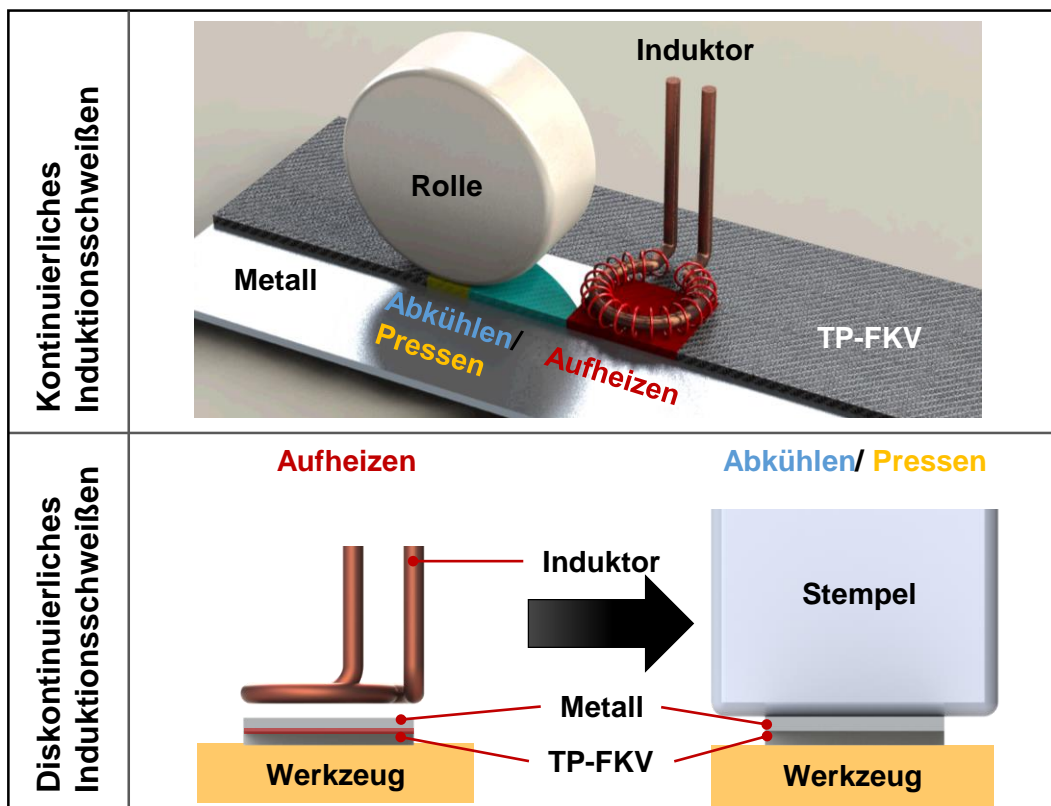 Kontinuierliches
Induktionsschweißen
Induktor
Rolle
Metall
Abkühlen/
Pressen
Aufheizen
TP-FKV
Diskontinuierliches
Induktionsschweißen
Aufheizen
Abkühlen/ Pressen
Induktor
Stempel
Metall
TP-FKV
Werkzeug
Werkzeug